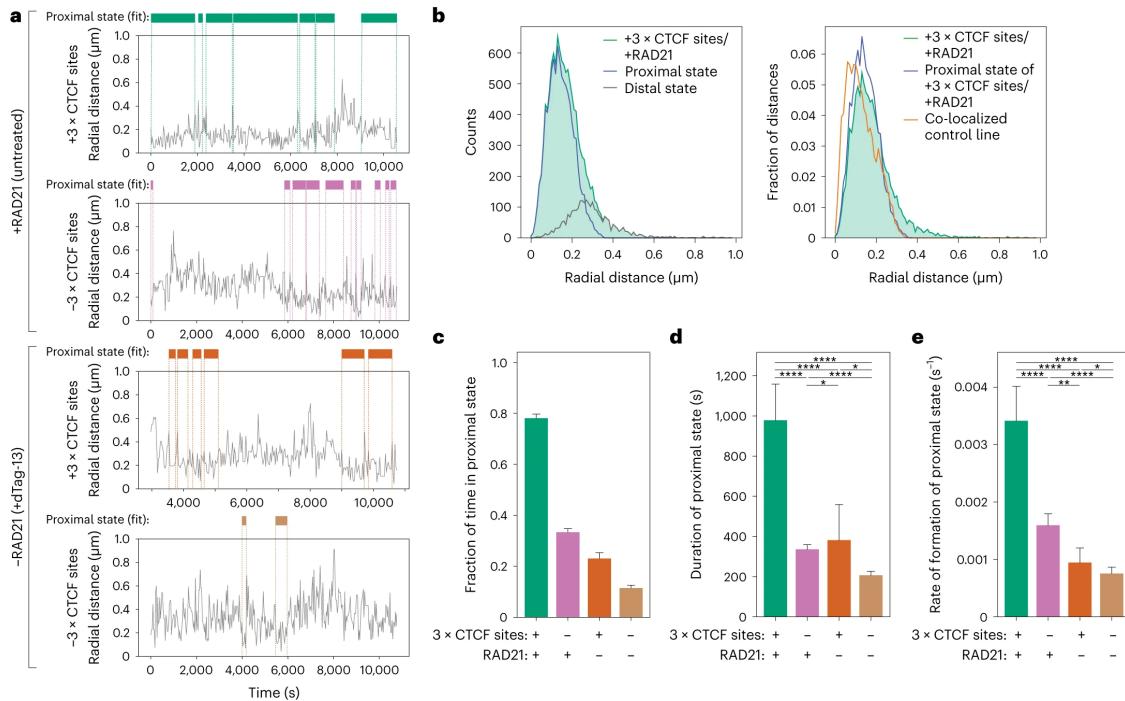 a
+RAD21 (untreated)
Proximal state (fit):
+3 × CTCF sites
Radial distance (µm)
1.0
0.8
0.6
0.4
0.2
0
0 2,000 4,000 6,000 8,000 10,000
Proximal state (fit):
−3 × CTCF sites
Radial distance (µm)
1.0
0.8
0.6
0.4
0.2
0
0 2,000 4,000 6,000 8,000 10,000
−RAD21 (+dTag-13)
Proximal state (fit):
+3 × CTCF sites
Radial distance (µm)
1.0
0.8
0.6
0.4
0.2
0
4,000 6,000 8,000 10,000
Proximal state (fit):
−3 × CTCF sites
Radial distance (µm)
1.0
0.8
0.6
0.4
0.2
0
0 2,000 4,000 6,000 8,000 10,000
Time (s)
b
Counts
600
500
400
300
200
100
0
0 0.2 0.4 0.6 0.8 1.0
Radial distance (µm)
+3 × CTCF sites/
+RAD21
Proximal state
Distal state
Fraction of distances
0.06
0.05
0.04
0.03
0.02
0.01
0
0 0.2 0.4 0.6 0.8 1.0
Radial distance (µm)
+3 × CTCF sites/
+RAD21
Proximal state of
+3 × CTCF sites/
+RAD21
Co-localized
control line
c
Fraction of time in proximal state
1.0
0.8
0.6
0.4
0.2
0
3 × CTCF sites: + − + −
RAD21: + + − −
d
Duration of proximal state (s)
1,200
1,000
800
600
400
200
0
****
**** *
**** ****
*
+ − + −
3 × CTCF sites:
RAD21: + + − −
e
Rate of formation of proximal state (s⁻¹)
0.004
0.003
0.002
0.001
0
****
**** *
**** ****
**
3 × CTCF sites: + − + −
RAD21: + + − −